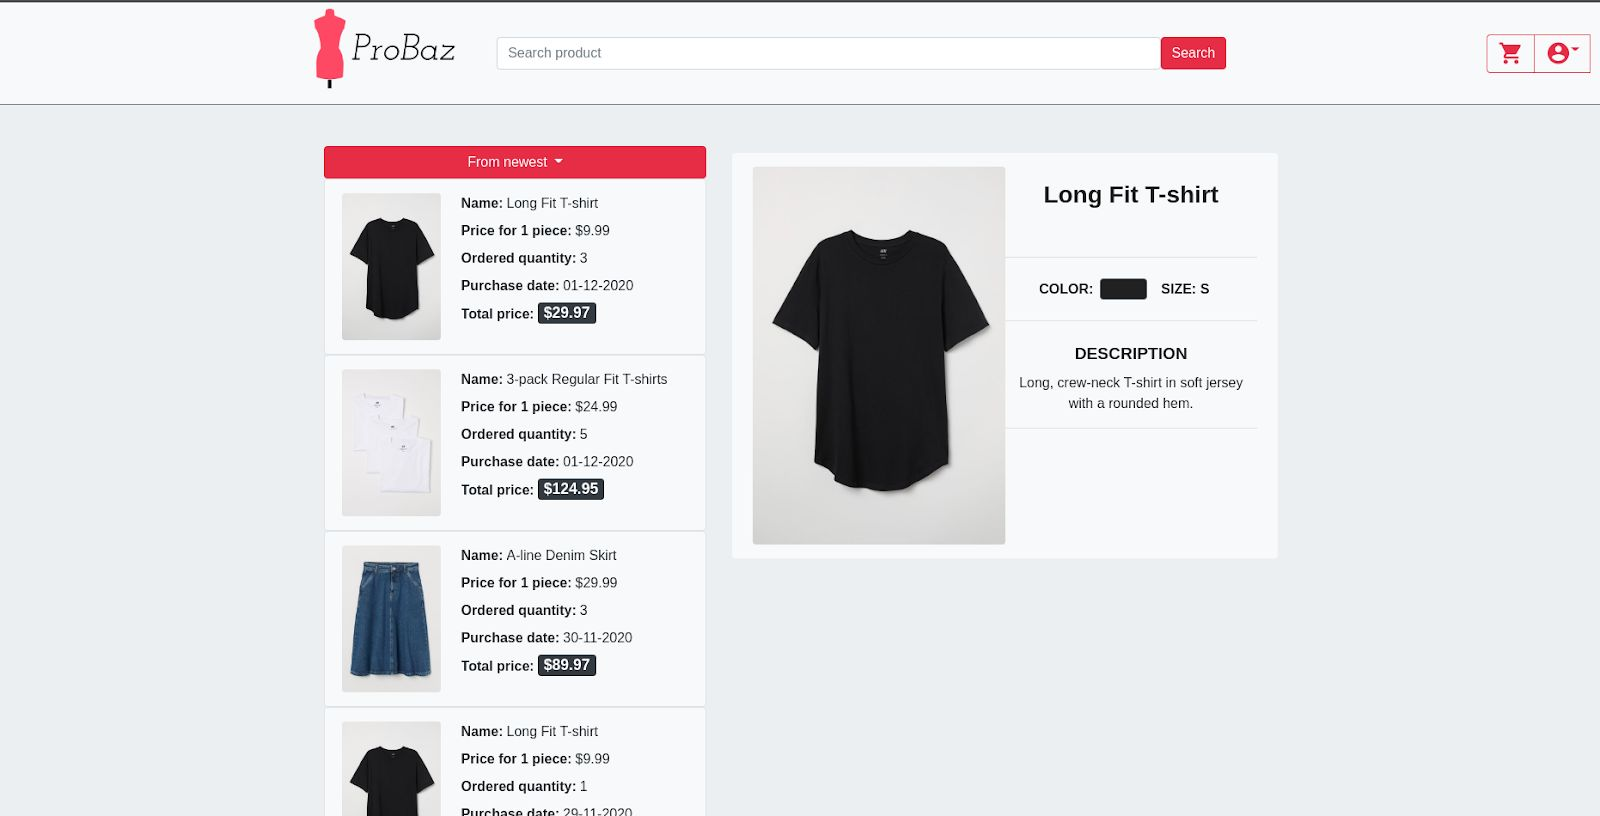 ProBaz
Search product
Search
From newest
Name: Long Fit T-shirt
Price for 1 piece: $9.99
Ordered quantity: 3
Purchase date: 01-12-2020
Total price: $29.97
Name: 3-pack Regular Fit T-shirts
Price for 1 piece: $24.99
Ordered quantity: 5
Purchase date: 01-12-2020
Total price: $124.95
Name: A-line Denim Skirt
Price for 1 piece: $29.99
Ordered quantity: 3
Purchase date: 30-11-2020
Total price: $89.97
Name: Long Fit T-shirt
Price for 1 piece: $9.99
Ordered quantity: 1
Purchase date: 29-11-2020
Long Fit T-shirt
COLOR: SIZE: S
DESCRIPTION
Long, crew-neck T-shirt in soft jersey
with a rounded hem.